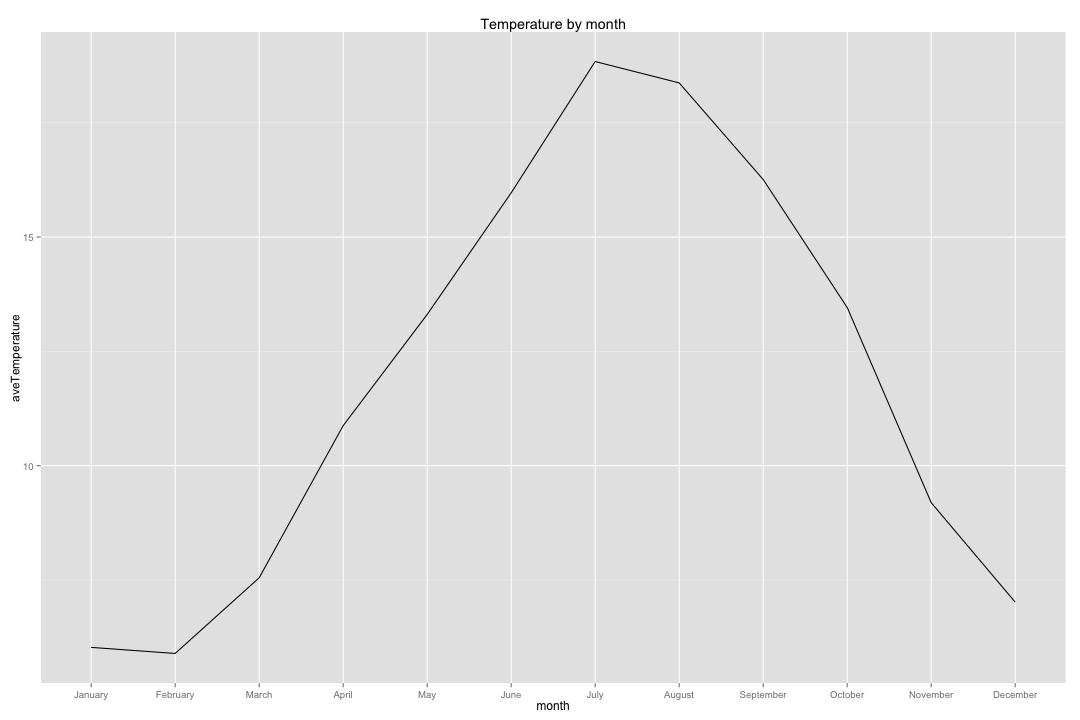 Temperature by month
aveTemperature
15
10
January February March April May June July August September October November December
month